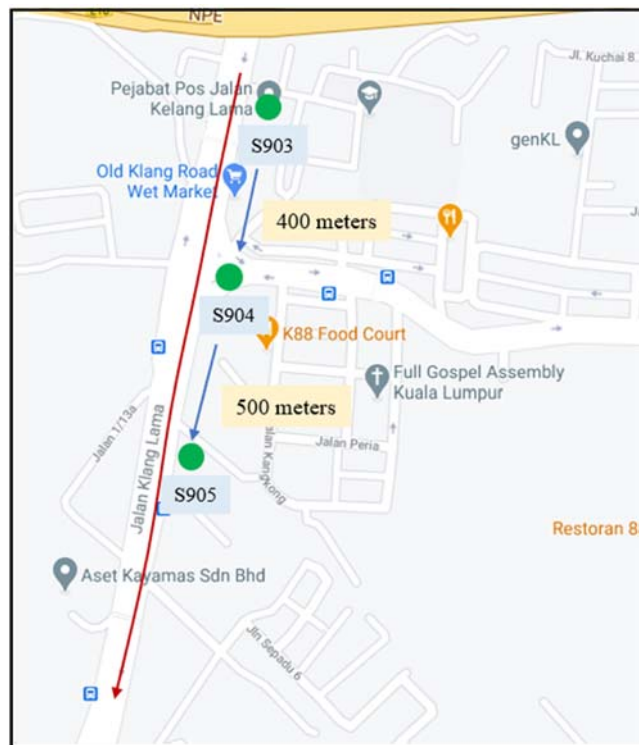 NPE
Jl. Kuchai 8
Pejabat Pos Jalan
Kelang Lama
genKL
S903
Old Klang Road
Wet Market
400 meters
S904
K88 Food Court
Full Gospel Assembly
Kuala Lumpur
500 meters
Jalan 1/13a
Jalan Klang Lama
Jalan Peria
Jalan Kangkong
S905
Restoran 8
Aset Kayamas Sdn Bhd
Jln Sepadu 6